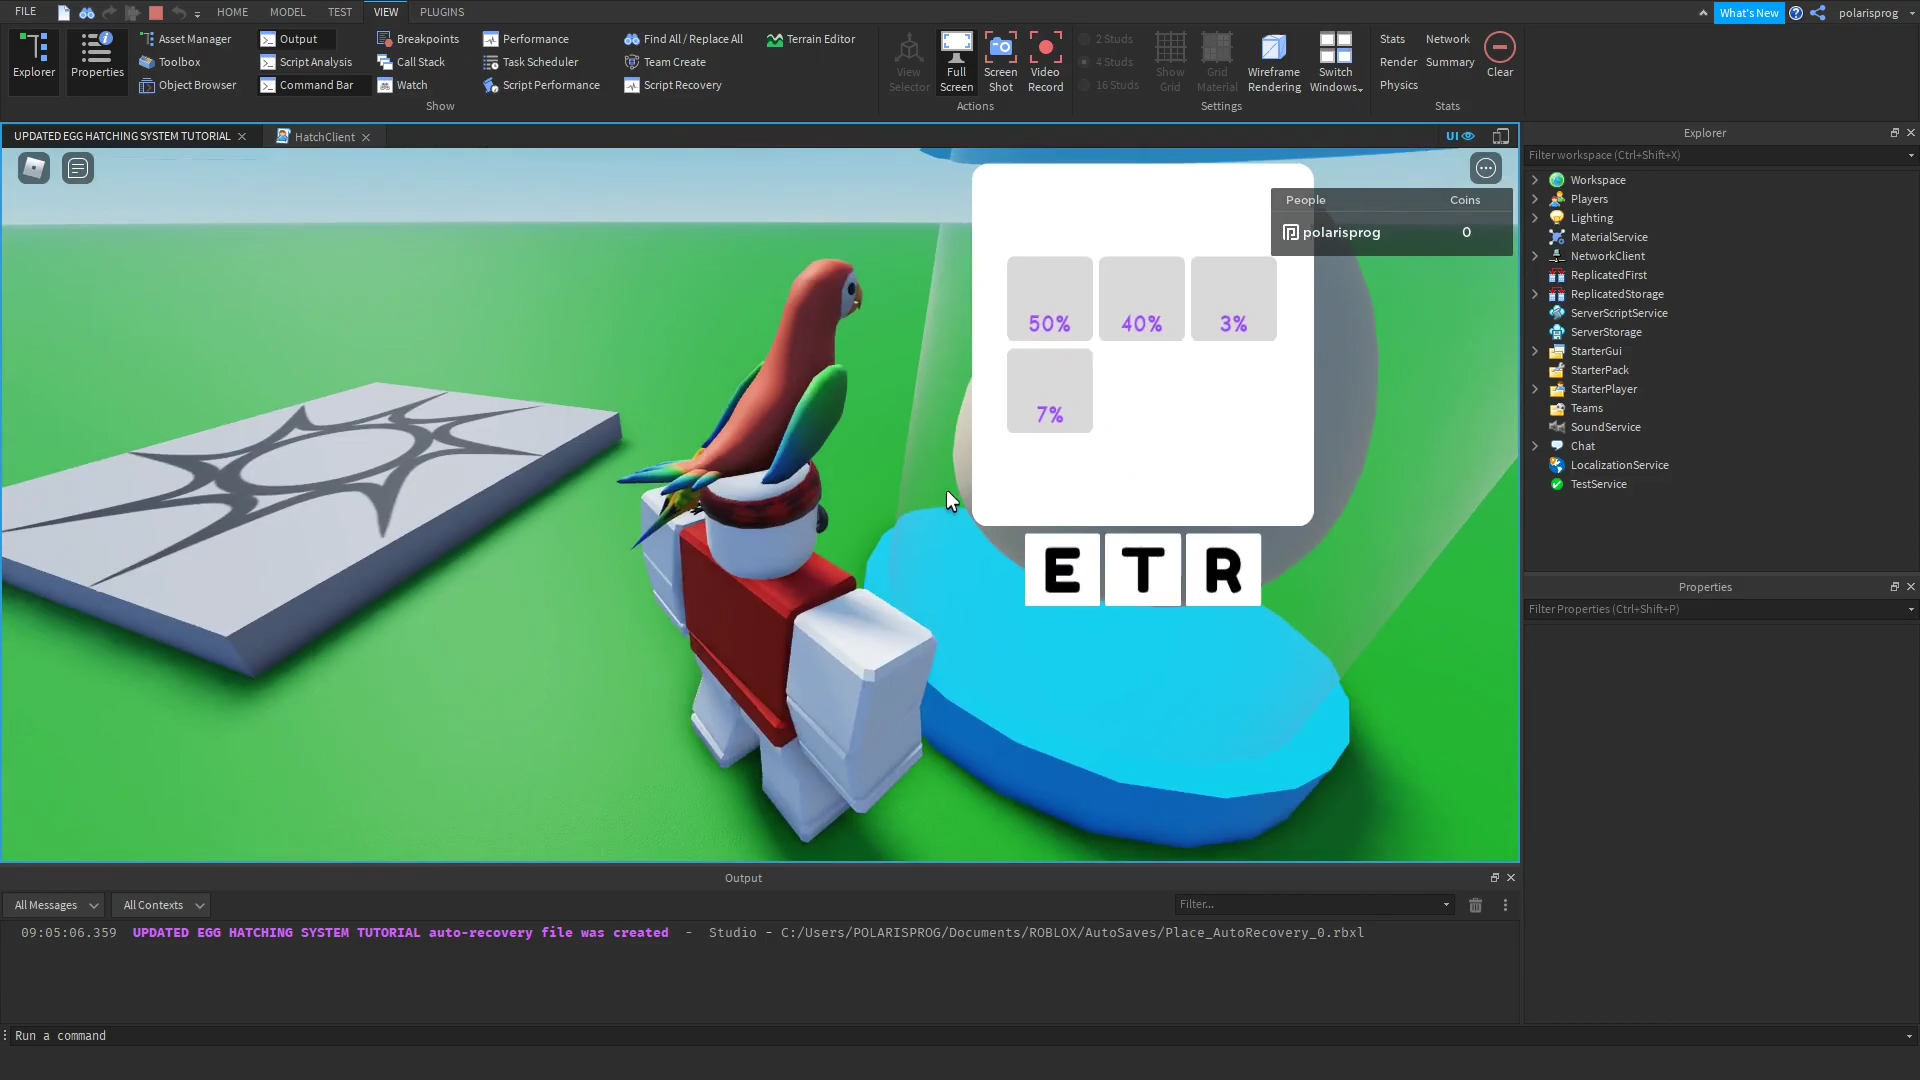 FILE HOME MODEL TEST VIEW PLUGINS What's New polarisprog
Explorer Properties
Asset Manager
Toolbox
Object Browser
Output
Script Analysis
Command Bar
Breakpoints
Call Stack
Watch
Performance
Task Scheduler
Script Performance
Find All / Replace All
Team Create
Script Recovery
Terrain Editor
Show
View
Selector
Full
Screen
Screen
Shot
Video
Record
Actions
2 Studs
4 Studs
16 Studs
Show
Grid
Grid
Material
Wireframe
Rendering
Switch
Windows
Settings
Stats Network
Render Summary
Physics
Clear
Stats
UPDATED EGG HATCHING SYSTEM TUTORIAL HatchClient UI
People Coins
polarisprog 0
50% 40% 3%
7%
E T R
Explorer
Filter workspace (Ctrl+Shift+X)
Workspace
Players
Lighting
MaterialService
NetworkClient
ReplicatedFirst
ReplicatedStorage
ServerScriptService
ServerStorage
StarterGui
StarterPack
StarterPlayer
Teams
SoundService
Chat
LocalizationService
TestService
Properties
Filter Properties (Ctrl+Shift+P)
Output
All Messages All Contexts Filter...
09:05:06.359 UPDATED EGG HATCHING SYSTEM TUTORIAL auto-recovery file was created - Studio - C:/Users/POLARISPROG/Documents/ROBLOX/AutoSaves/Place_AutoRecovery_0.rbxl
Run a command